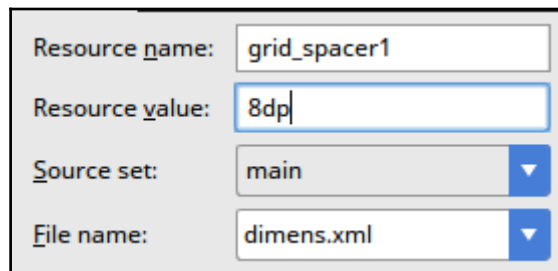 Resource name: grid_spacer1
Resource value: 8dp
Source set: main
File name: dimens.xml